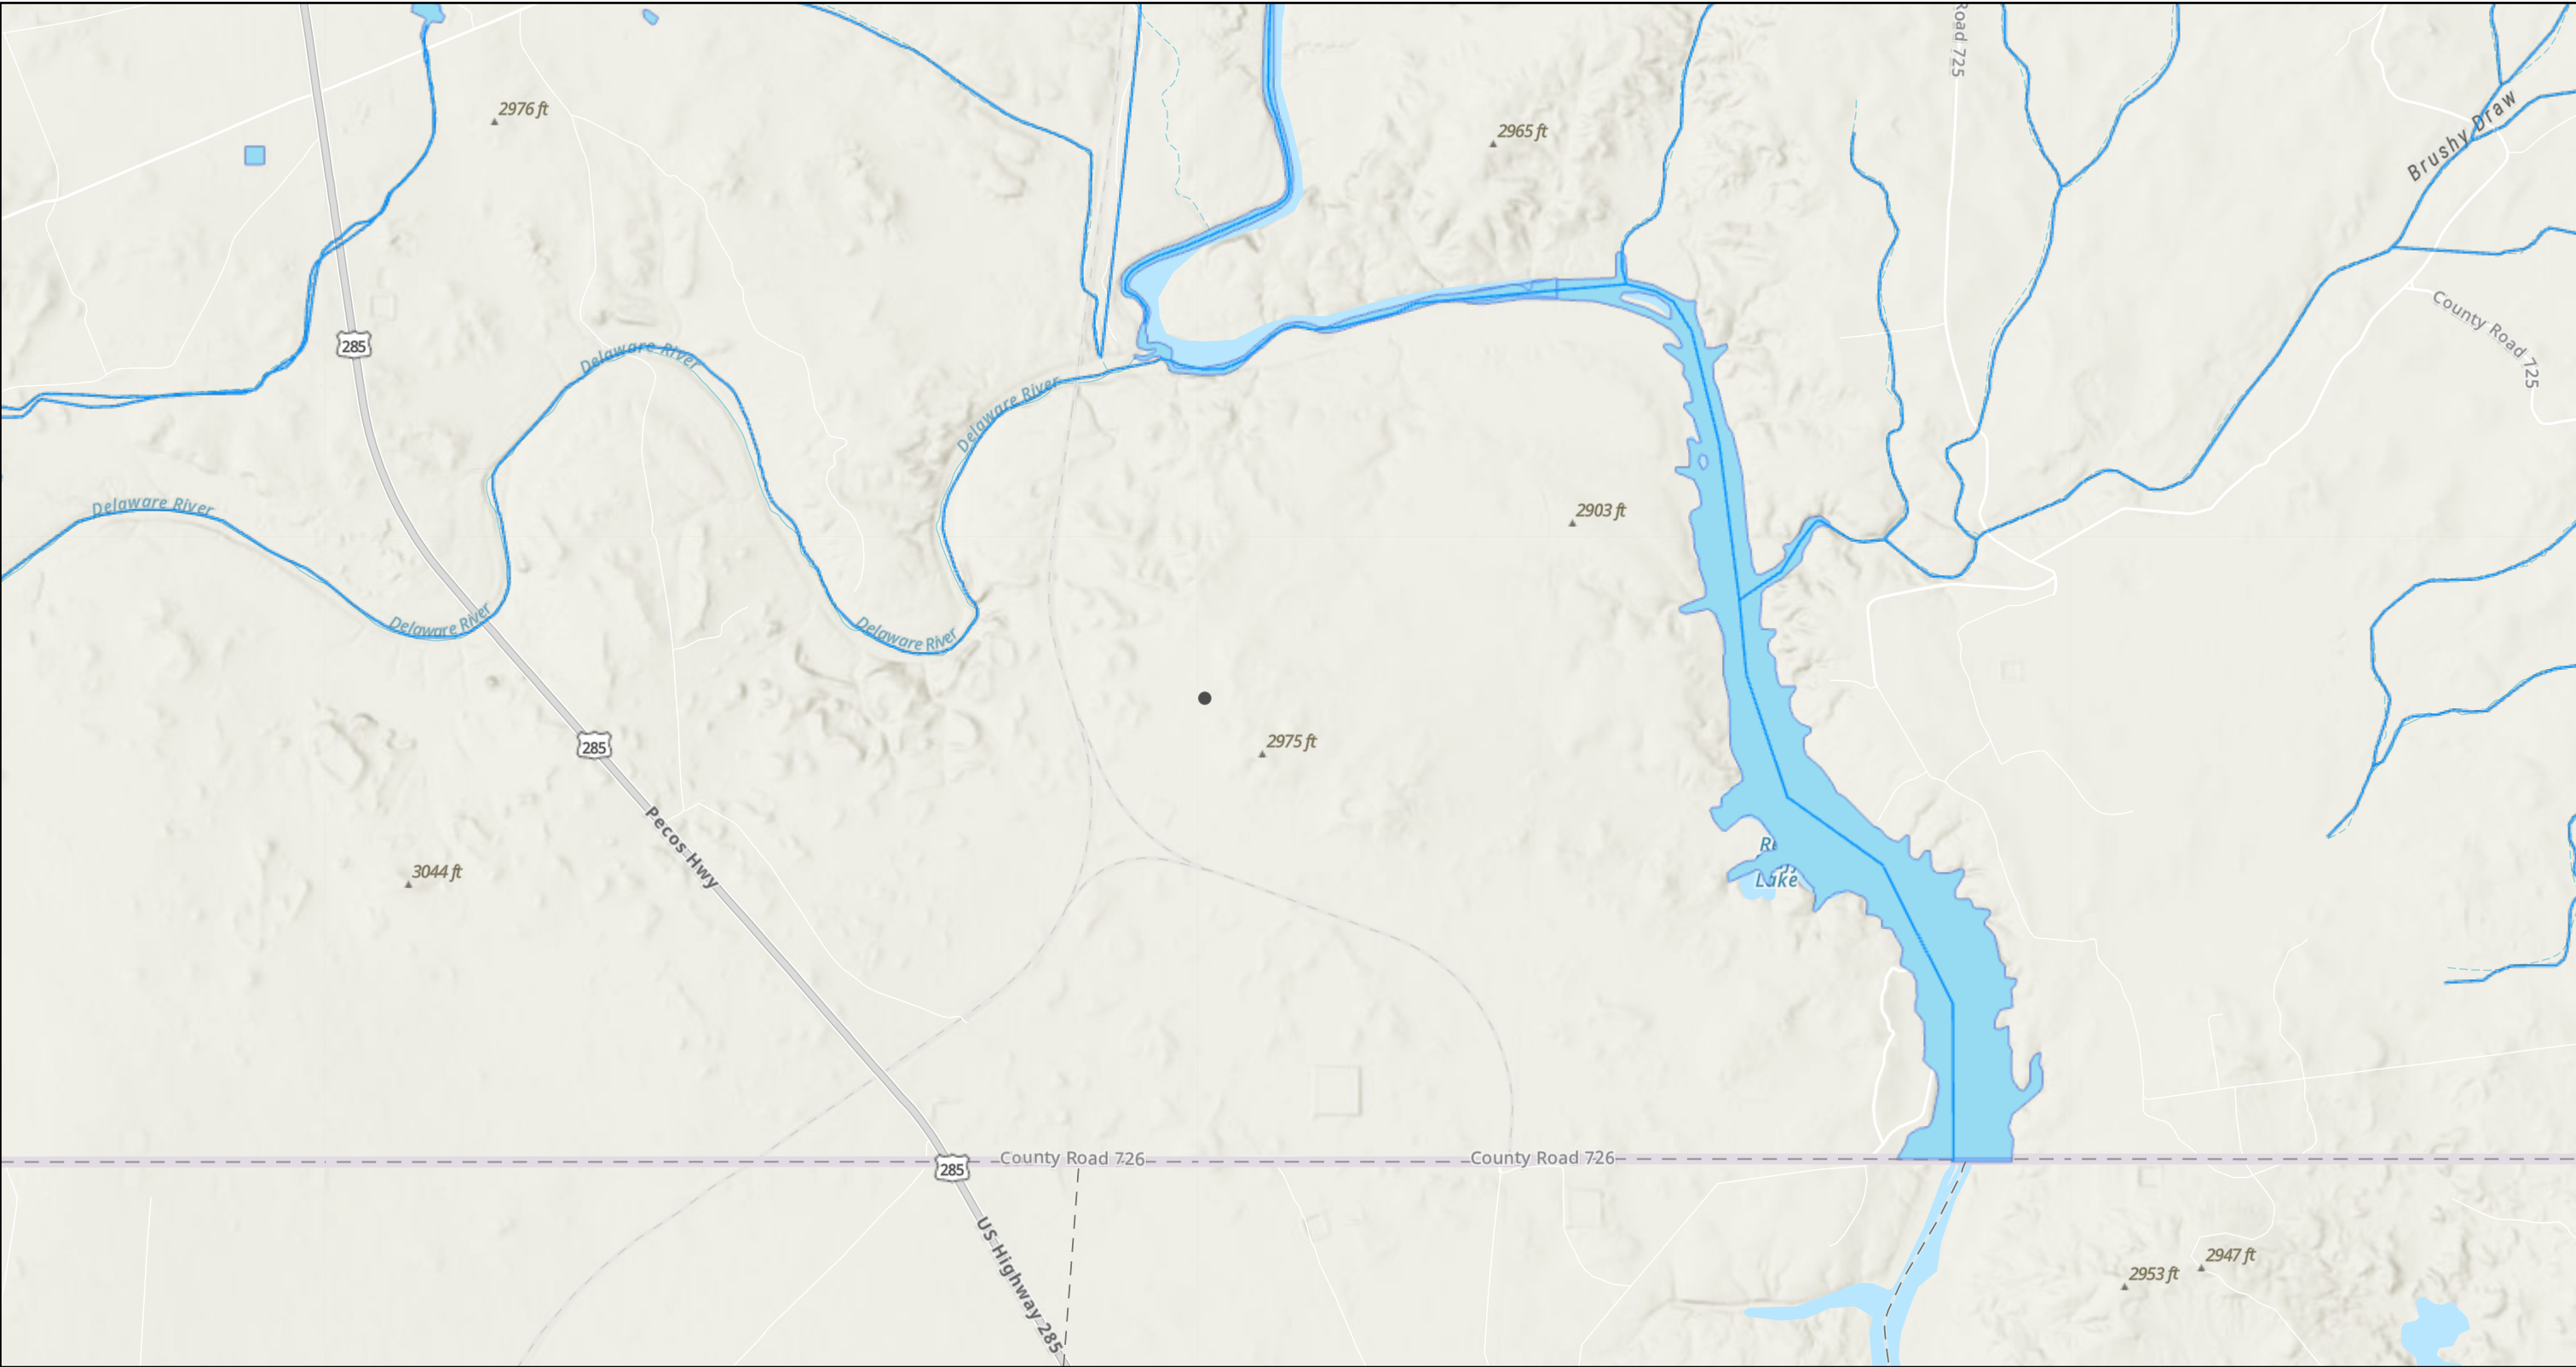 Road 725
2976 ft
2965 ft
Brushy Draw
County Road 725
285
Delaware River
Delaware River
Delaware River
2903 ft
Delaware River
Delaware River
285
2975 ft
Pecos Hwy
Lake
3044 ft
County Road 726
County Road 726
285
US Highway 285
2947 ft
2953 ft